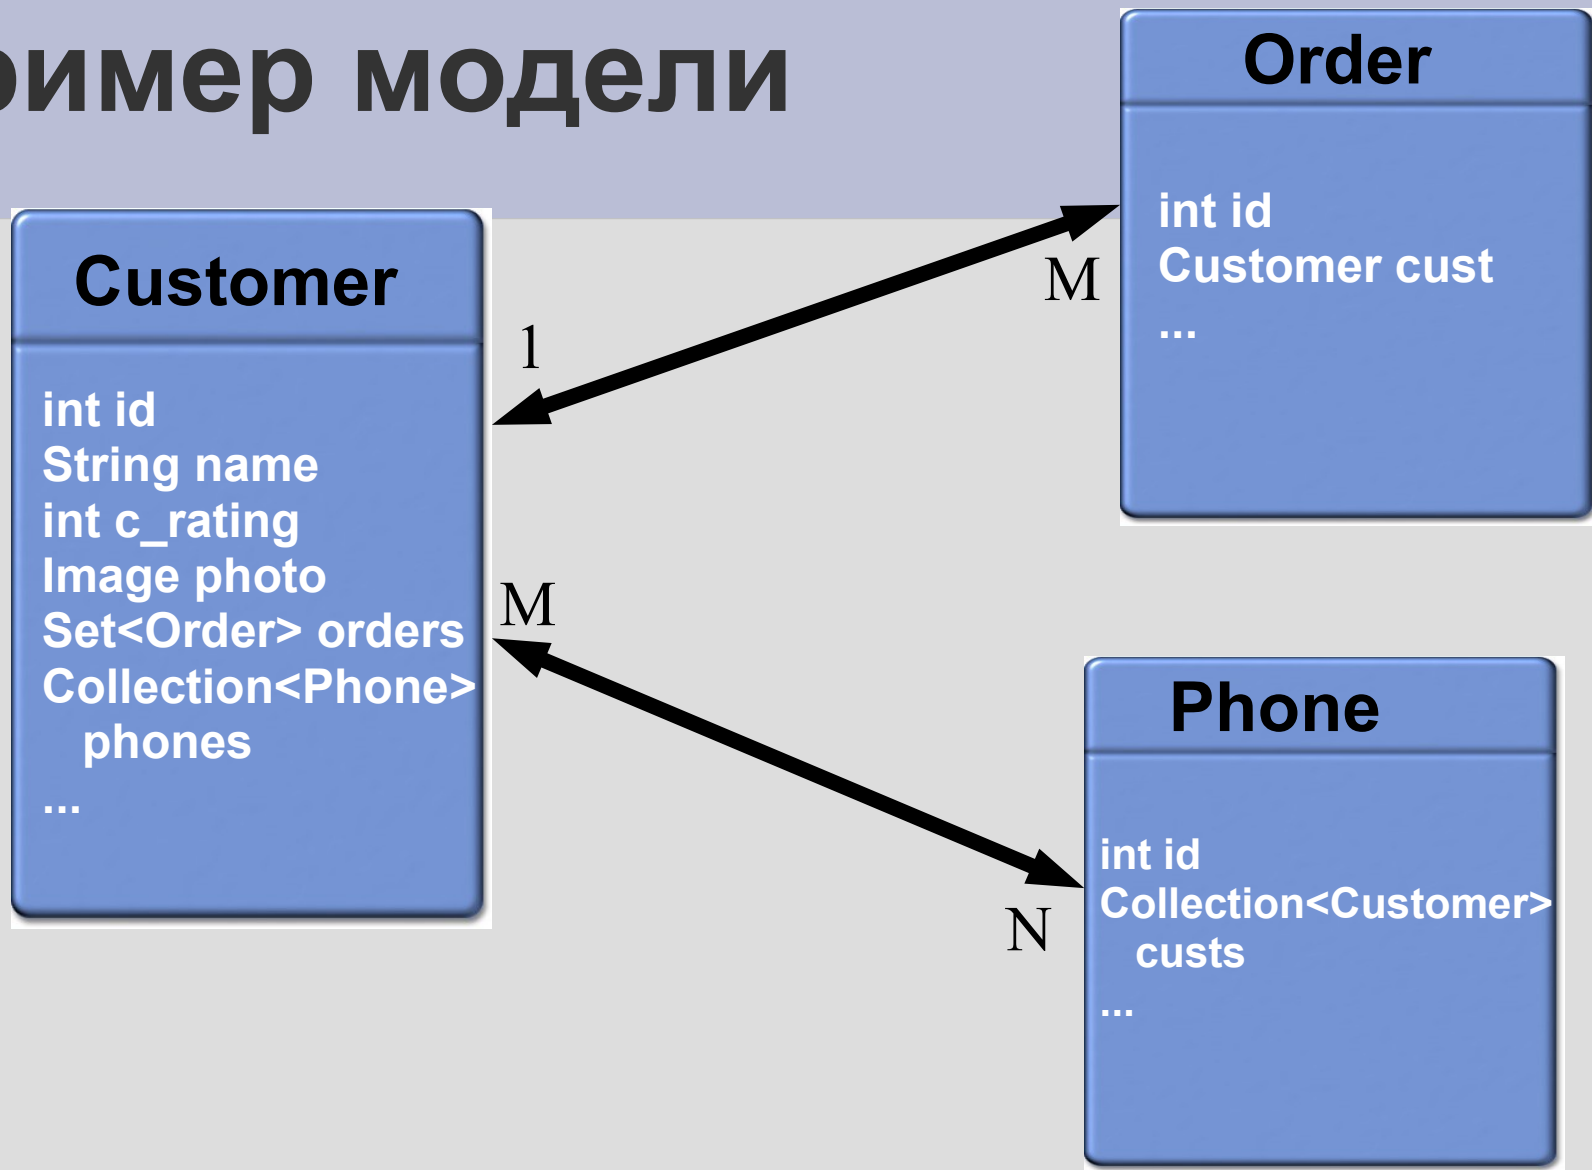 ример модели
Order
int id
Customer cust
...
Customer
int id
String name
int c_rating
Image photo
Set<Order> orders
Collection<Phone>
phones
...
1
M
M
N
Phone
int id
Collection<Customer>
custs
...